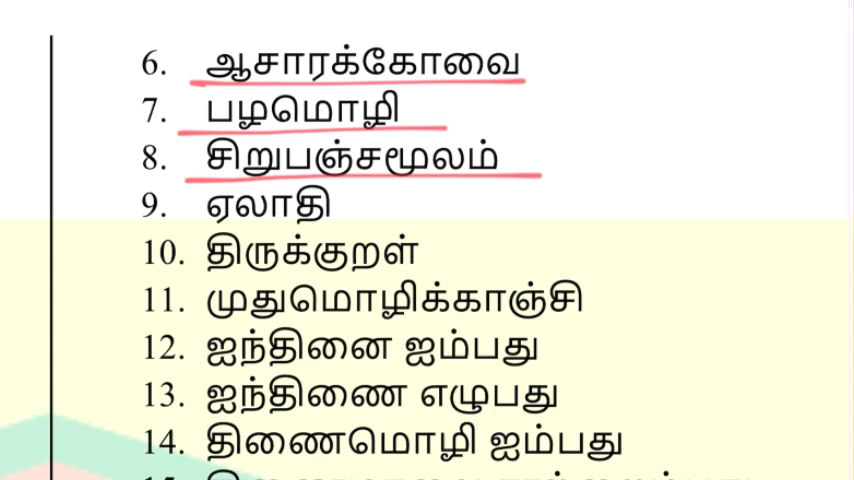 6. ஆசாரக்கோவை
7. பழமொழி
8. சிறுபஞ்சமூலம்
9. ஏலாதி
10. திருக்குறள்
11. முதுமொழிக்காஞ்சி
12. ஐந்தினை ஐம்பது
13. ஐந்திணை எழுபது
14. திணைமொழி ஐம்பது